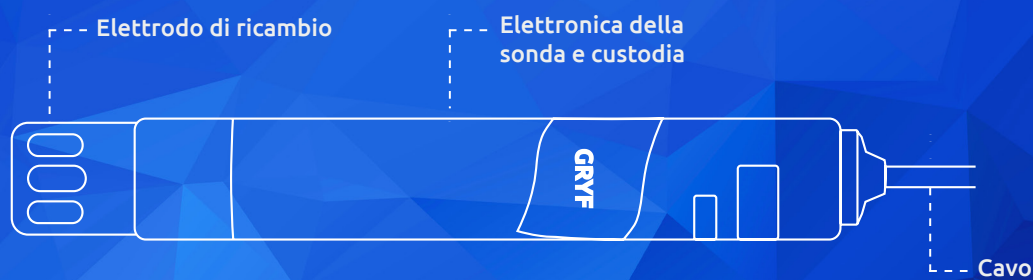 Elettrodo di ricambio
Elettronica della
sonda e custodia
GRYF
Cavo